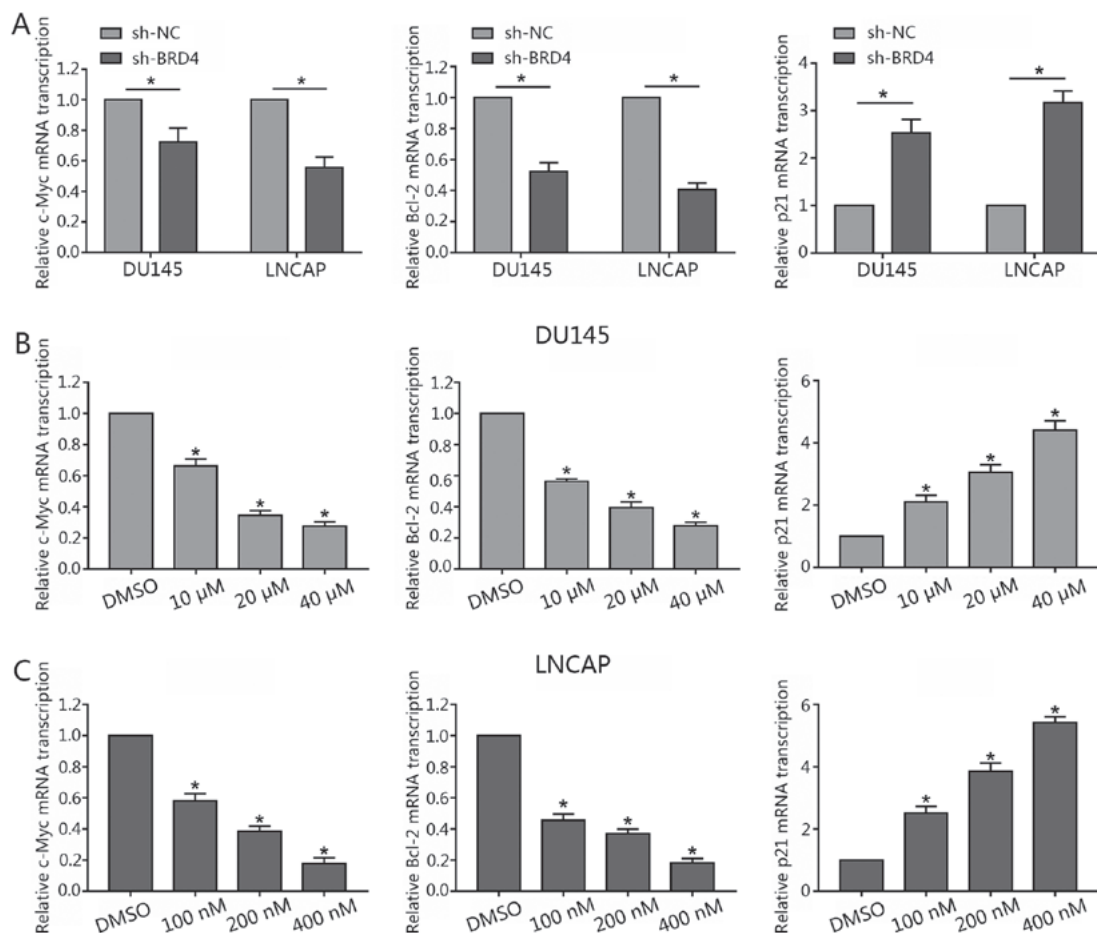 A
sh-NC
sh-BRD4
Relative c-Myc mRNA transcription
1.2
1.0
0.8
0.6
0.4
0.2
0.0
*
*
DU145
LNCAP
sh-NC
sh-BRD4
Relative Bcl-2 mRNA transcription
1.2
1.0
0.8
0.6
0.4
0.2
0.0
*
*
DU145
LNCAP
sh-NC
sh-BRD4
Relative p21 mRNA transcription
4
3
2
1
0
*
*
DU145
LNCAP
B
DU145
Relative c-Myc mRNA transcription
1.2
1.0
0.8
0.6
0.4
0.2
0.0
*
*
*
DMSO
10 μM
20 μM
40 μM
Relative Bcl-2 mRNA transcription
1.2
1.0
0.8
0.6
0.4
0.2
0.0
*
*
*
DMSO
10 μM
20 μM
40 μM
Relative p21 mRNA transcription
6
4
2
0
*
*
*
DMSO
10 μM
20 μM
40 μM
C
LNCAP
Relative c-Myc mRNA transcription
1.2
1.0
0.8
0.6
0.4
0.2
0.0
*
*
*
DMSO
100 nM
200 nM
400 nM
Relative Bcl-2 mRNA transcription
1.2
1.0
0.8
0.6
0.4
0.2
0.0
*
*
*
DMSO
100 nM
200 nM
400 nM
Relative p21 mRNA transcription
6
4
2
0
*
*
*
DMSO
100 nM
200 nM
400 nM